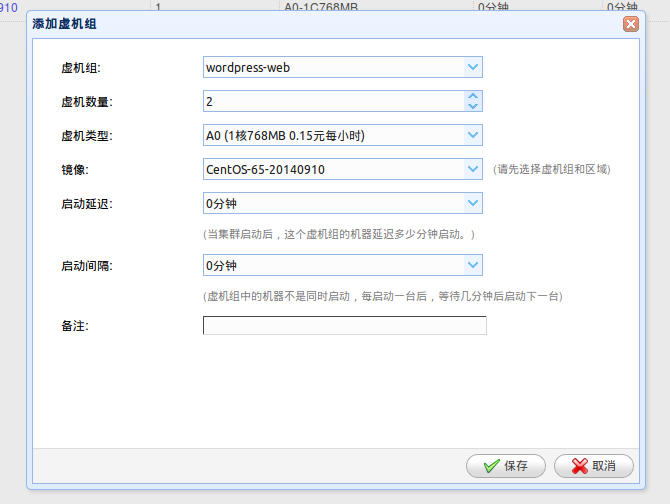 910 1 A0-1C768MB 0分钟 0分钟
添加虚机组
虚机组: wordpress-web
虚机数量: 2
虚机类型: A0 (1核768MB 0.15元每小时)
镜像: CentOS-65-20140910 (请先选择虚机组和区域)
启动延迟: 0分钟
(当集群启动后，这个虚机组的机器延迟多少分钟启动。)
启动间隔: 0分钟
(虚机组中的机器不是同时启动，每启动一台后，等待几分钟后启动下一台)
备注:
保存 取消